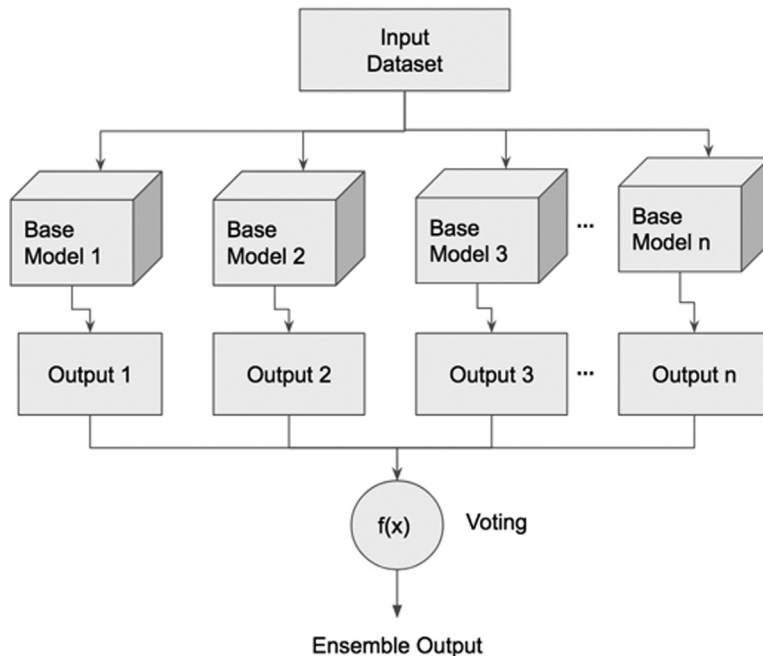 Input
Dataset
Base
Model 1
Base
Model 2
Base
Model 3
...
Base
Model n
Output 1
Output 2
Output 3
...
Output n
f(x)
Voting
Ensemble Output